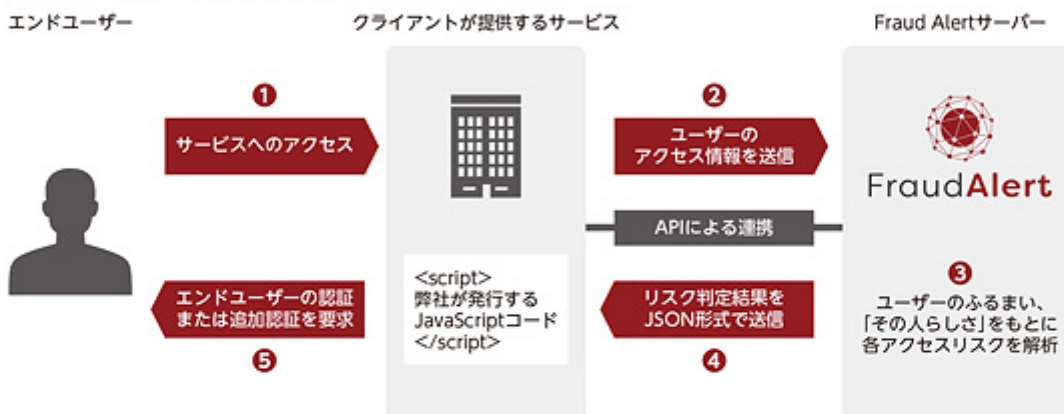 エンドユーザー
クライアントが提供するサービス
Fraud Alertサーバー
❶
サービスへのアクセス
❷
ユーザーの
アクセス情報を送信
FraudAlert
APIによる連携
❸
ユーザーのふるまい、
「その人らしさ」をもとに
各アクセスリスクを解析
<script>
弊社が発行する
JavaScriptコード
</script>
リスク判定結果を
JSON形式で送信
❹
エンドユーザーの認証
または追加認証を要求
❺